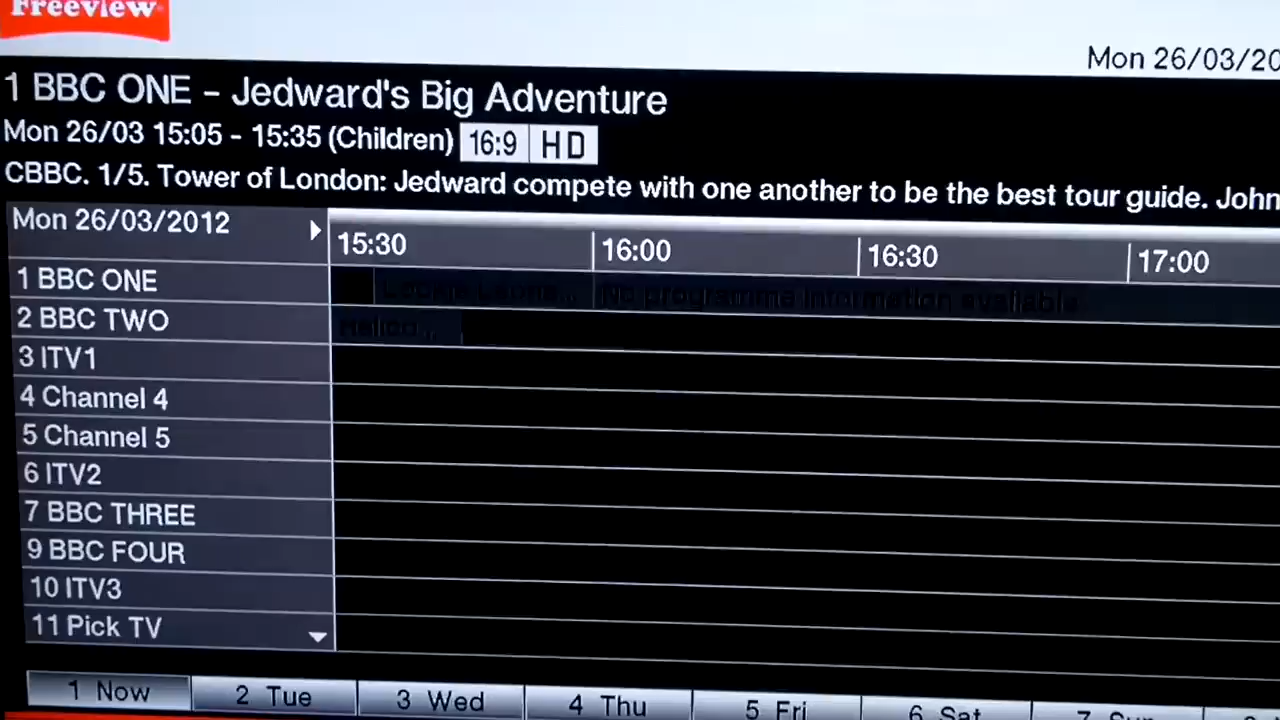 Freeview
Mon 26/03/20
1 BBC ONE - Jedward's Big Adventure
Mon 26/03 15:05 - 15:35 (Children) 16:9 HD
CBBC. 1/5. Tower of London: Jedward compete with one another to be the best tour guide. John
Mon 26/03/2012 15:30 16:00 16:30 17:00
1 BBC ONE No programme information available
2 BBC TWO
3 ITV1
4 Channel 4
5 Channel 5
6 ITV2
7 BBC THREE
9 BBC FOUR
10 ITV3
11 Pick TV
1 Now 2 Tue 3 Wed 4 Thu 5 Fri 6 Sat 7 Sun